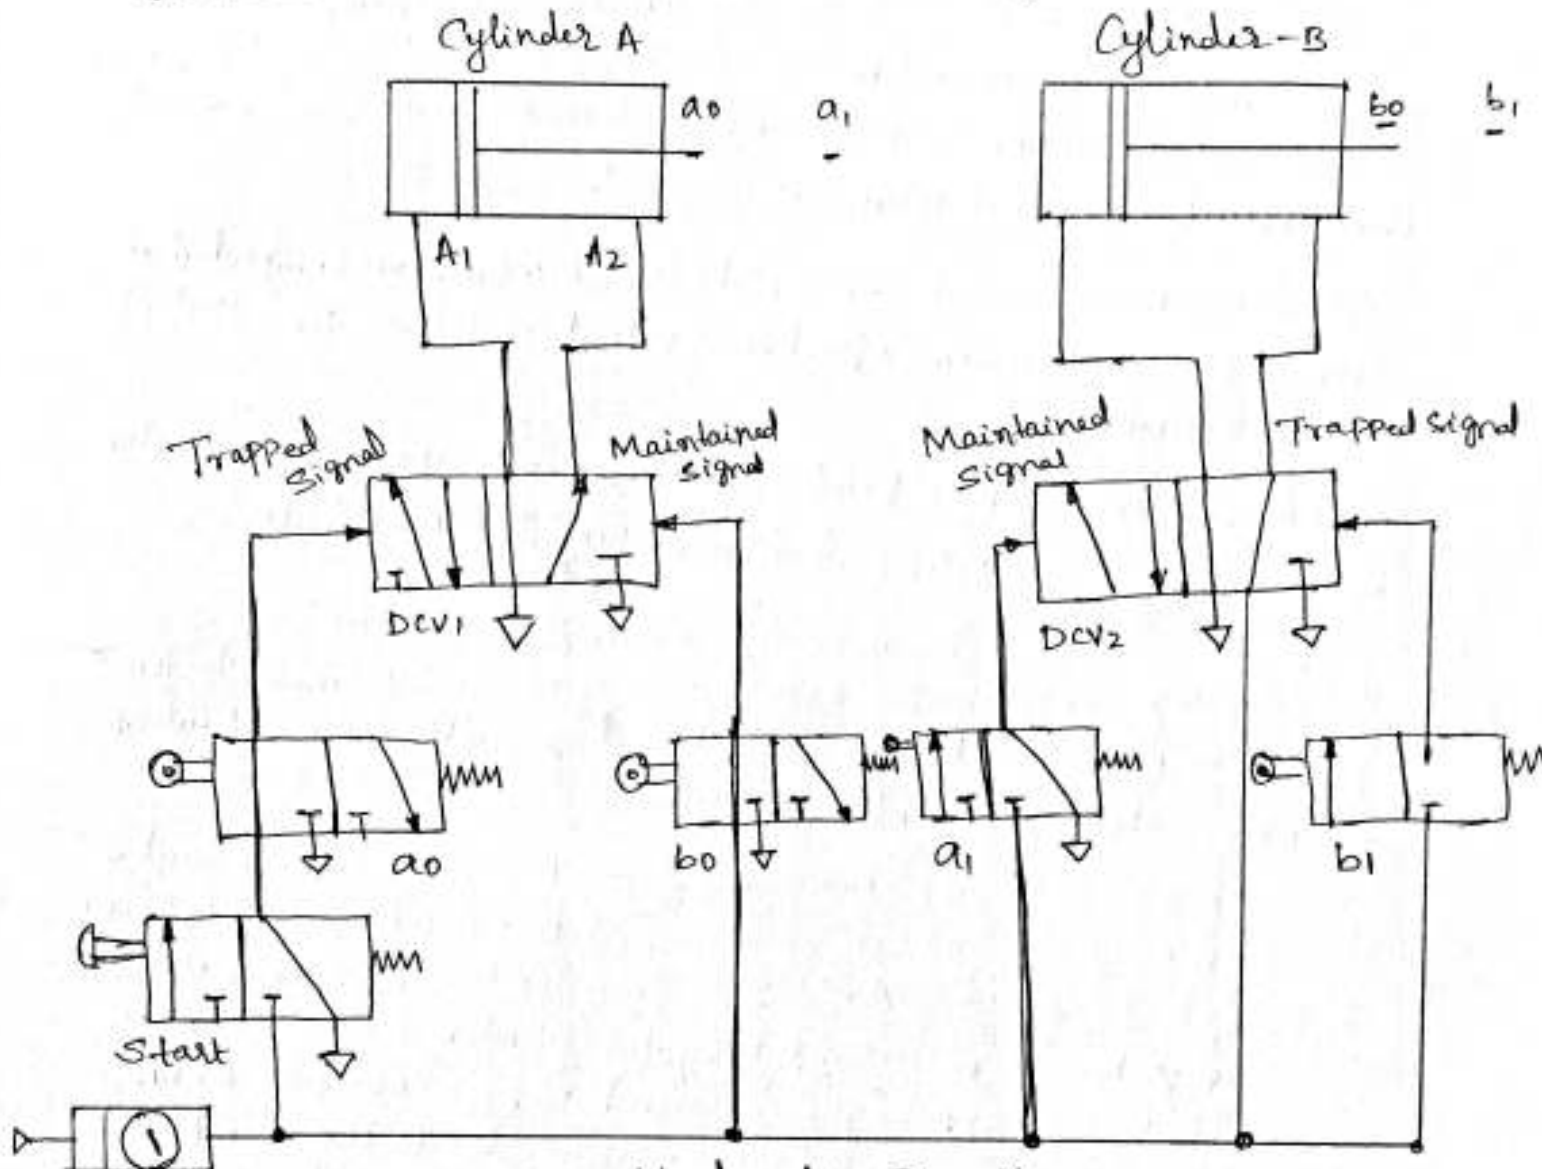 Cylinder A
Cylinder-B
a0
a1
b0
b1
A1
A2
Trapped
Signal
Maintained
Signal
Maintained
Signal
Trapped Signal
DCV1
DCV2
a0
b0
a1
b1
Start